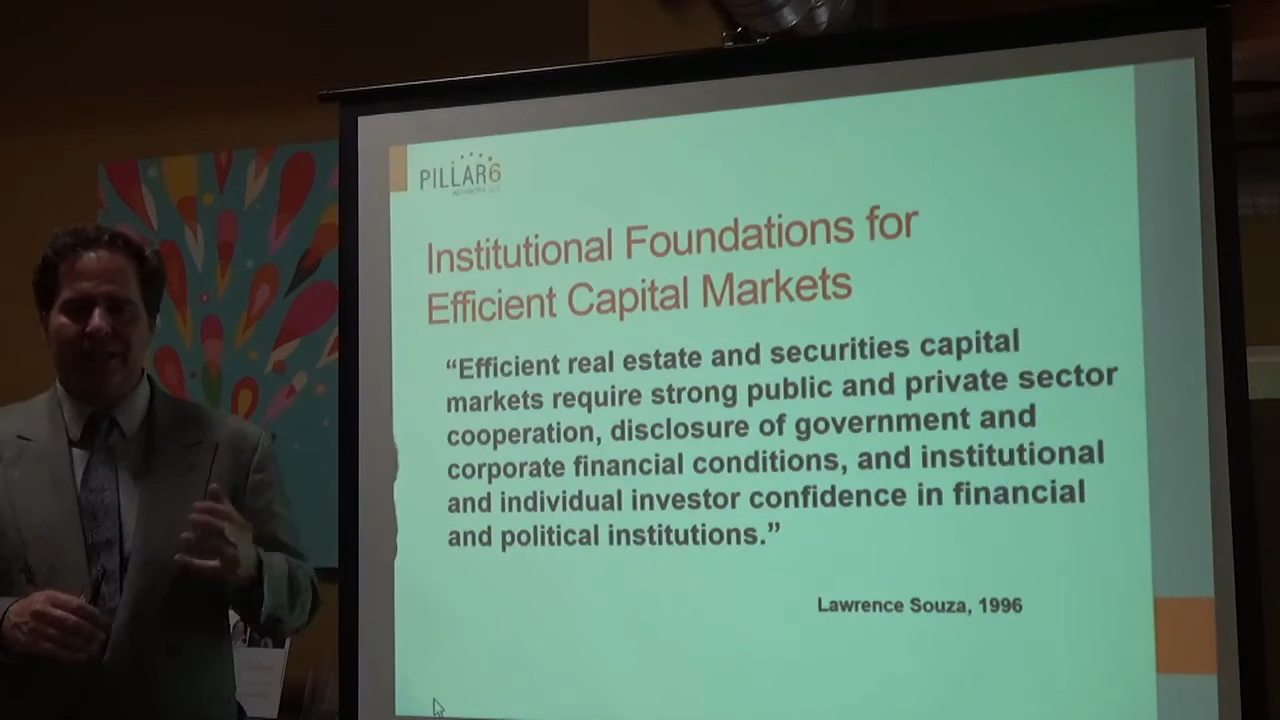 PILLAR6
Institutional Foundations for
Efficient Capital Markets
“Efficient real estate and securities capital
markets require strong public and private sector
cooperation, disclosure of government and
corporate financial conditions, and institutional
and individual investor confidence in financial
and political institutions.”
Lawrence Souza, 1996